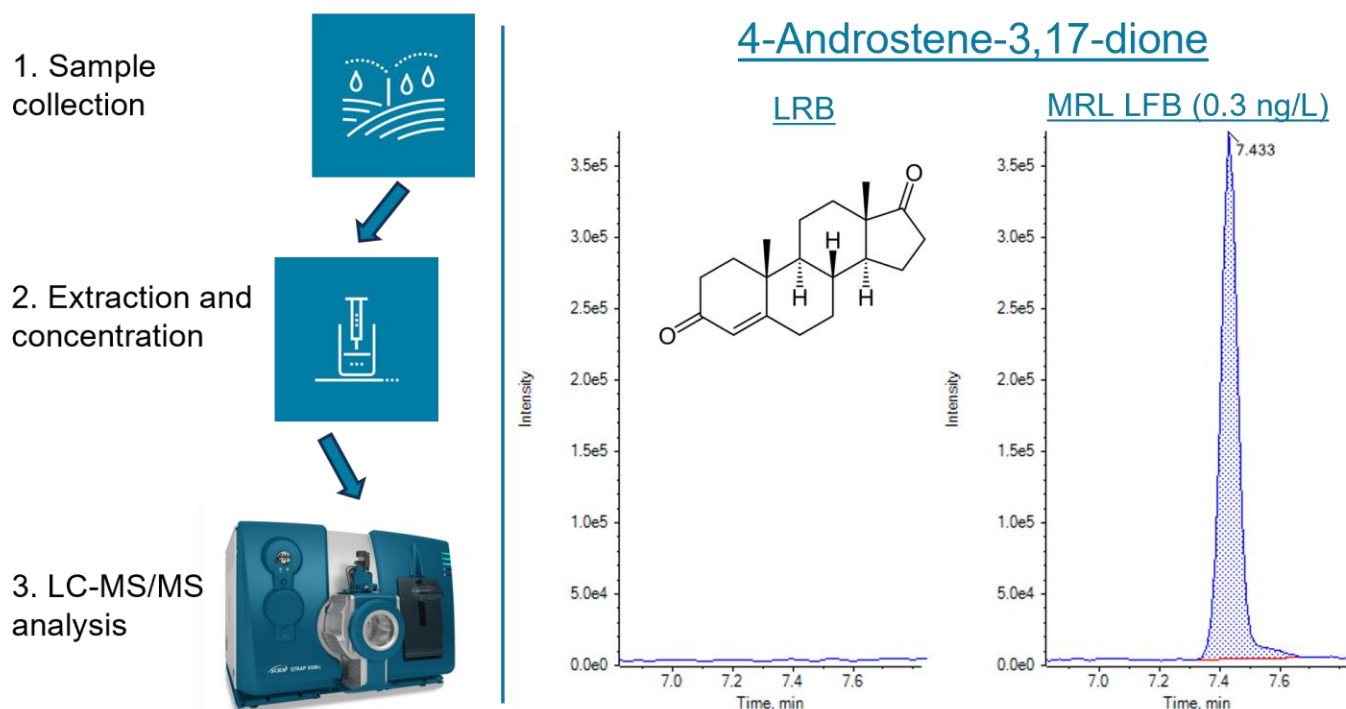 1. Sample
collection
2. Extraction and
concentration
3. LC-MS/MS
analysis
SCIEX QTRAP 6500+
4-Androstene-3,17-dione
LRB
Intensity
3.5e5
3.0e5
2.5e5
2.0e5
1.5e5
1.0e5
5.0e4
0.0e0
7.0 7.2 7.4 7.6
Time, min
O
H
H
H
O
MRL LFB (0.3 ng/L)
7.433
Intensity
3.5e5
3.0e5
2.5e5
2.0e5
1.5e5
1.0e5
5.0e4
0.0e0
7.0 7.2 7.4 7.6
Time, min